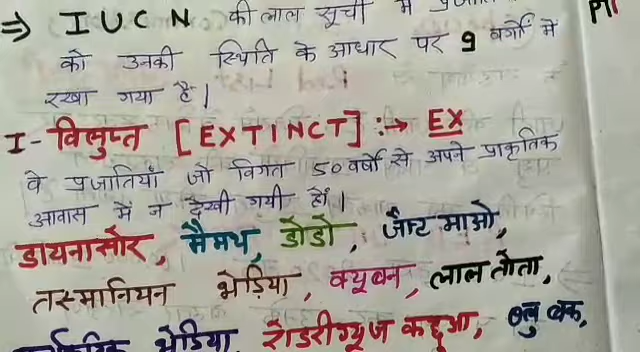 ⇒ IUCN की लाल सूची में
को उनकी स्थिति के आधार पर 9 वर्गों में
रखा गया है।
I- विलुप्त [EXTINCT] :→ EX
वे प्रजातियाँ जो विगत 50 वर्षों से अपने प्राकृतिक
आवास में न देखी गयी हों।
डायनासोर, मैमथ, डोडो, जाँट माओ,
तस्मानियन भेड़िया, क्यूबन, लाल तोता,
भेड़िया, रोडरीग्यूज कछुआ, ब्लु बक,